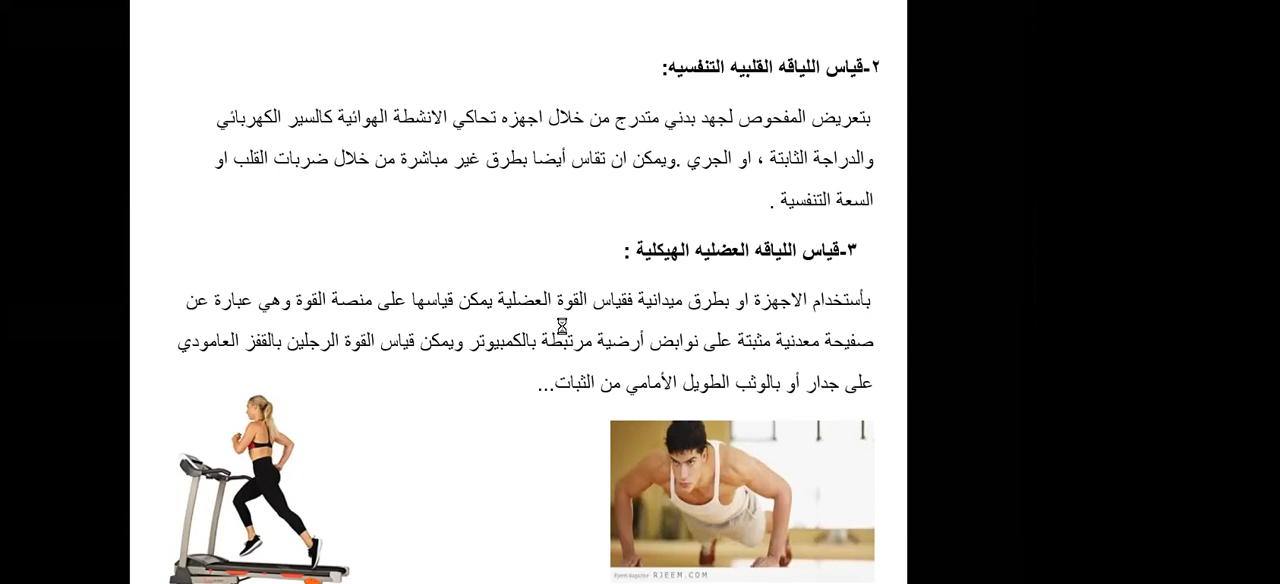 ٢-قياس اللياقه القلبيه التنفسيه:
بتعريض المفحوص لجهد بدني متدرج من خلال اجهزه تحاكي الانشطة الهوائية كالسير الكهربائي
والدراجة الثابتة ، او الجري .ويمكن ان تقاس أيضا بطرق غير مباشرة من خلال ضربات القلب او
السعة التنفسية .
٣-قياس اللياقه العضليه الهيكلية :
بأستخدام الاجهزة او بطرق ميدانية فقياس القوة العضلية يمكن قياسها على منصة القوة وهي عبارة عن
صفيحة معدنية مثبتة على نوابض أرضية مرتبطة بالكمبيوتر ويمكن قياس القوة الرجلين بالقفز العامودي
على جدار أو بالوثب الطويل الأمامي من الثبات...
Rjeem Magazine RJEEM.COM